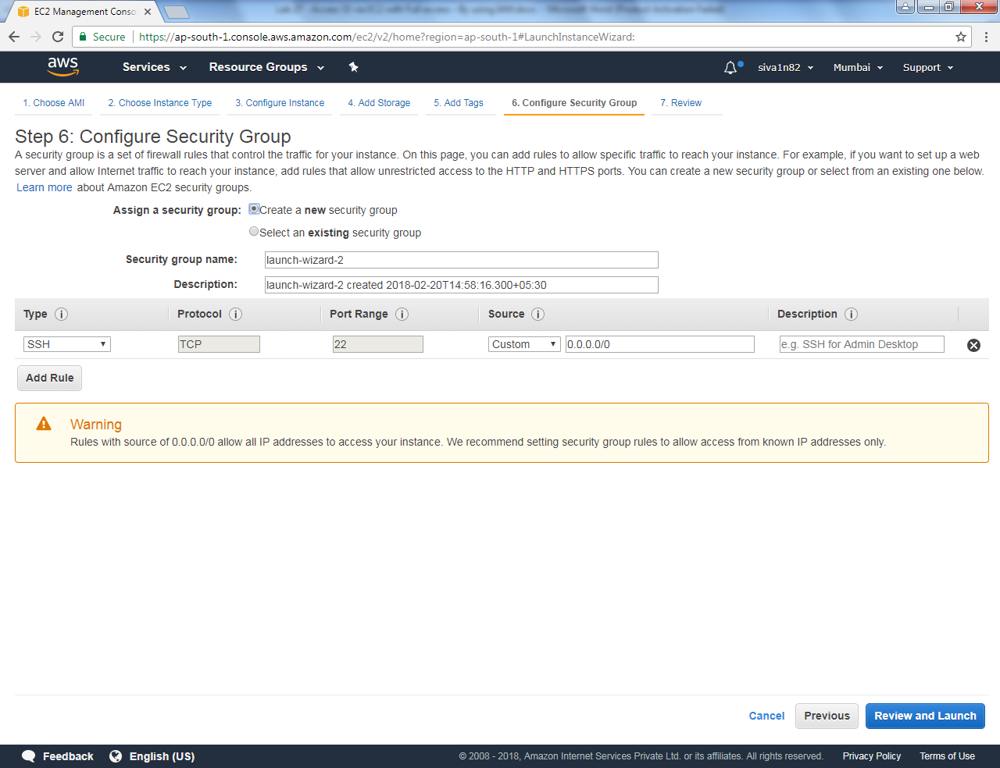 EC2 Management Conso
Secure https://ap-south-1.console.aws.amazon.com/ec2/v2/home?region=ap-south-1#LaunchInstanceWizard:
aws Services Resource Groups siva1n82 Mumbai Support
1. Choose AMI 2. Choose Instance Type 3. Configure Instance 4. Add Storage 5. Add Tags 6. Configure Security Group 7. Review
Step 6: Configure Security Group
A security group is a set of firewall rules that control the traffic for your instance. On this page, you can add rules to allow specific traffic to reach your instance. For example, if you want to set up a web
server and allow Internet traffic to reach your instance, add rules that allow unrestricted access to the HTTP and HTTPS ports. You can create a new security group or select from an existing one below.
Learn more about Amazon EC2 security groups.
Assign a security group: Create a new security group
Select an existing security group
Security group name: launch-wizard-2
Description: launch-wizard-2 created 2018-02-20T14:58:16.300+05:30
Type i Protocol i Port Range i Source i Description i
SSH TCP 22 Custom 0.0.0.0/0 e.g. SSH for Admin Desktop
Add Rule
Warning
Rules with source of 0.0.0.0/0 allow all IP addresses to access your instance. We recommend setting security group rules to allow access from known IP addresses only.
Cancel Previous Review and Launch
Feedback English (US) © 2008 - 2018, Amazon Internet Services Private Ltd. or its affiliates. All rights reserved. Privacy Policy Terms of Use